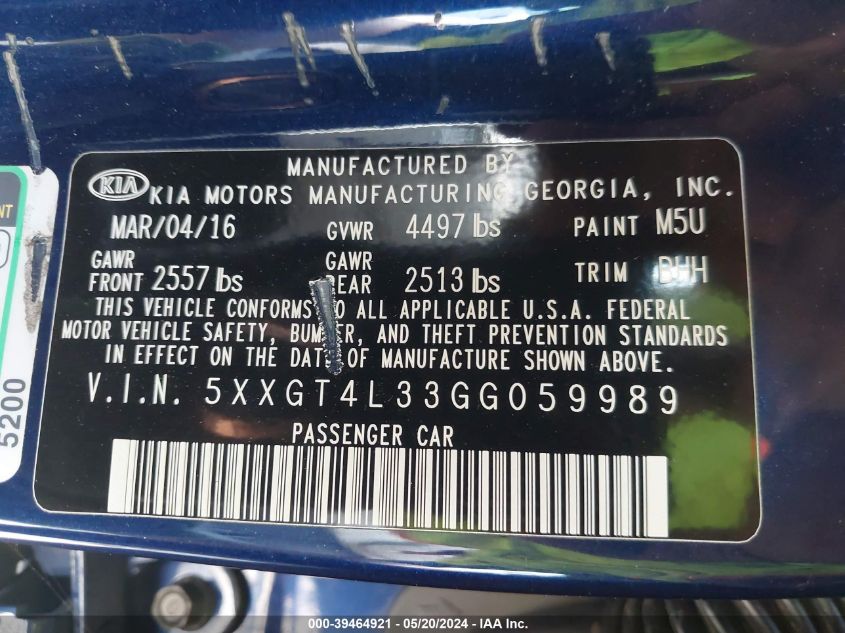 MANUFACTURED BY
KIA KIA MOTORS MANUFACTURING GEORGIA, INC.
MAR/04/16 GVWR 4497 lbs PAINT M5U
GAWR FRONT 2557 lbs GAWR REAR 2513 lbs TRIM BHH
THIS VEHICLE CONFORMS TO ALL APPLICABLE U.S.A. FEDERAL
MOTOR VEHICLE SAFETY, BUMPER, AND THEFT PREVENTION STANDARDS
IN EFFECT ON THE DATE OF MANUFACTURE SHOWN ABOVE.
V.I.N. 5XXGT4L33GG059989
PASSENGER CAR
5200
000-39464921 - 05/20/2024 - IAA Inc.